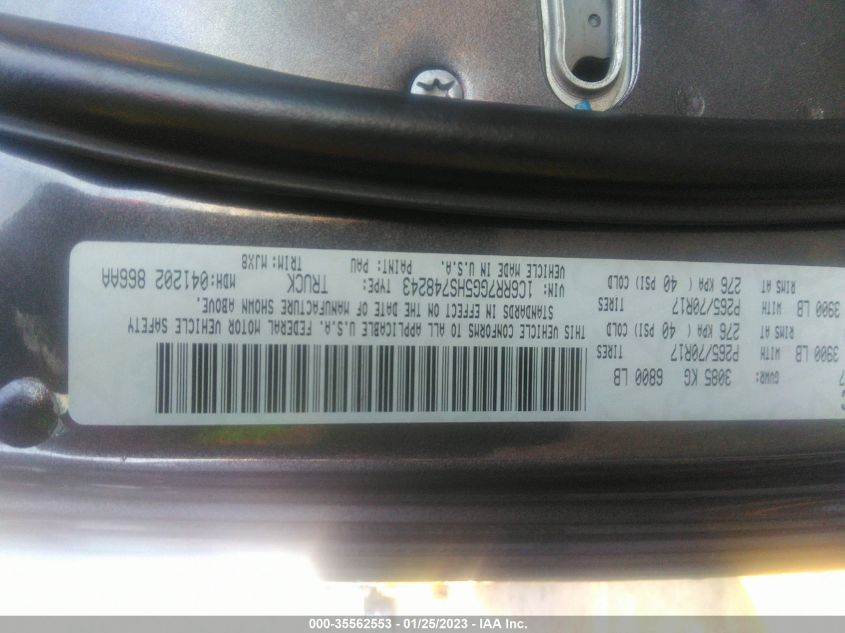 GVWR: 3085 KG 6800 LB
3900 LB WITH P265/70R17 TIRES
RIMS AT 276 KPA ( 40 PSI) COLD
3900 LB WITH P265/70R17 TIRES
RIMS AT 276 KPA ( 40 PSI) COLD
THIS VEHICLE CONFORMS TO ALL APPLICABLE U.S.A. FEDERAL MOTOR VEHICLE SAFETY
STANDARDS IN EFFECT ON THE DATE OF MANUFACTURE SHOWN ABOVE.
VIN: 1C6RR7GG5HS748243 TYPE: TRUCK MDH:041202 866AA
VEHICLE MADE IN U.S.A. PAINT: PAU TRIM: MJX8
000-35562553 - 01/25/2023 - IAA Inc.